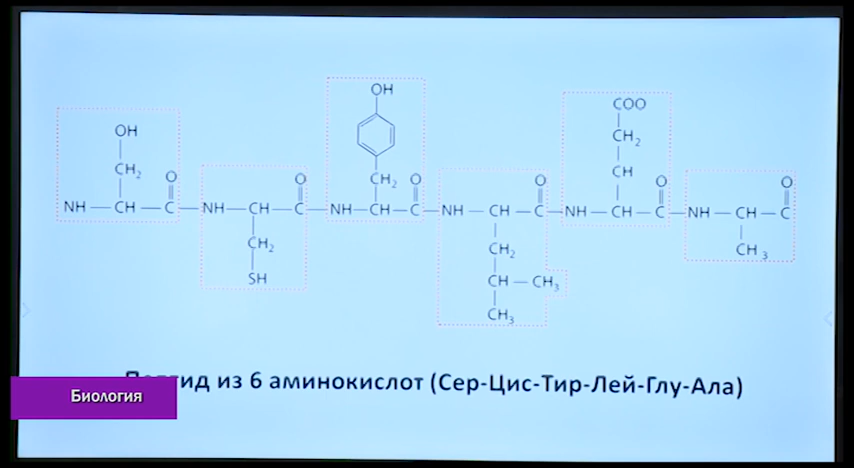 OH
COO
OH
CH₂
CH₂
O
CH₂
O
O
CH
O
O
O
NH — CH — C — NH — CH — C — NH — CH — C — NH — CH — C — NH — CH — C — NH — CH — C
CH₂
CH₂
CH₃
SH
CH — CH₃
CH₃
из 6 аминокислот (Сер-Цис-Тир-Лей-Глу-Ала)
Биология